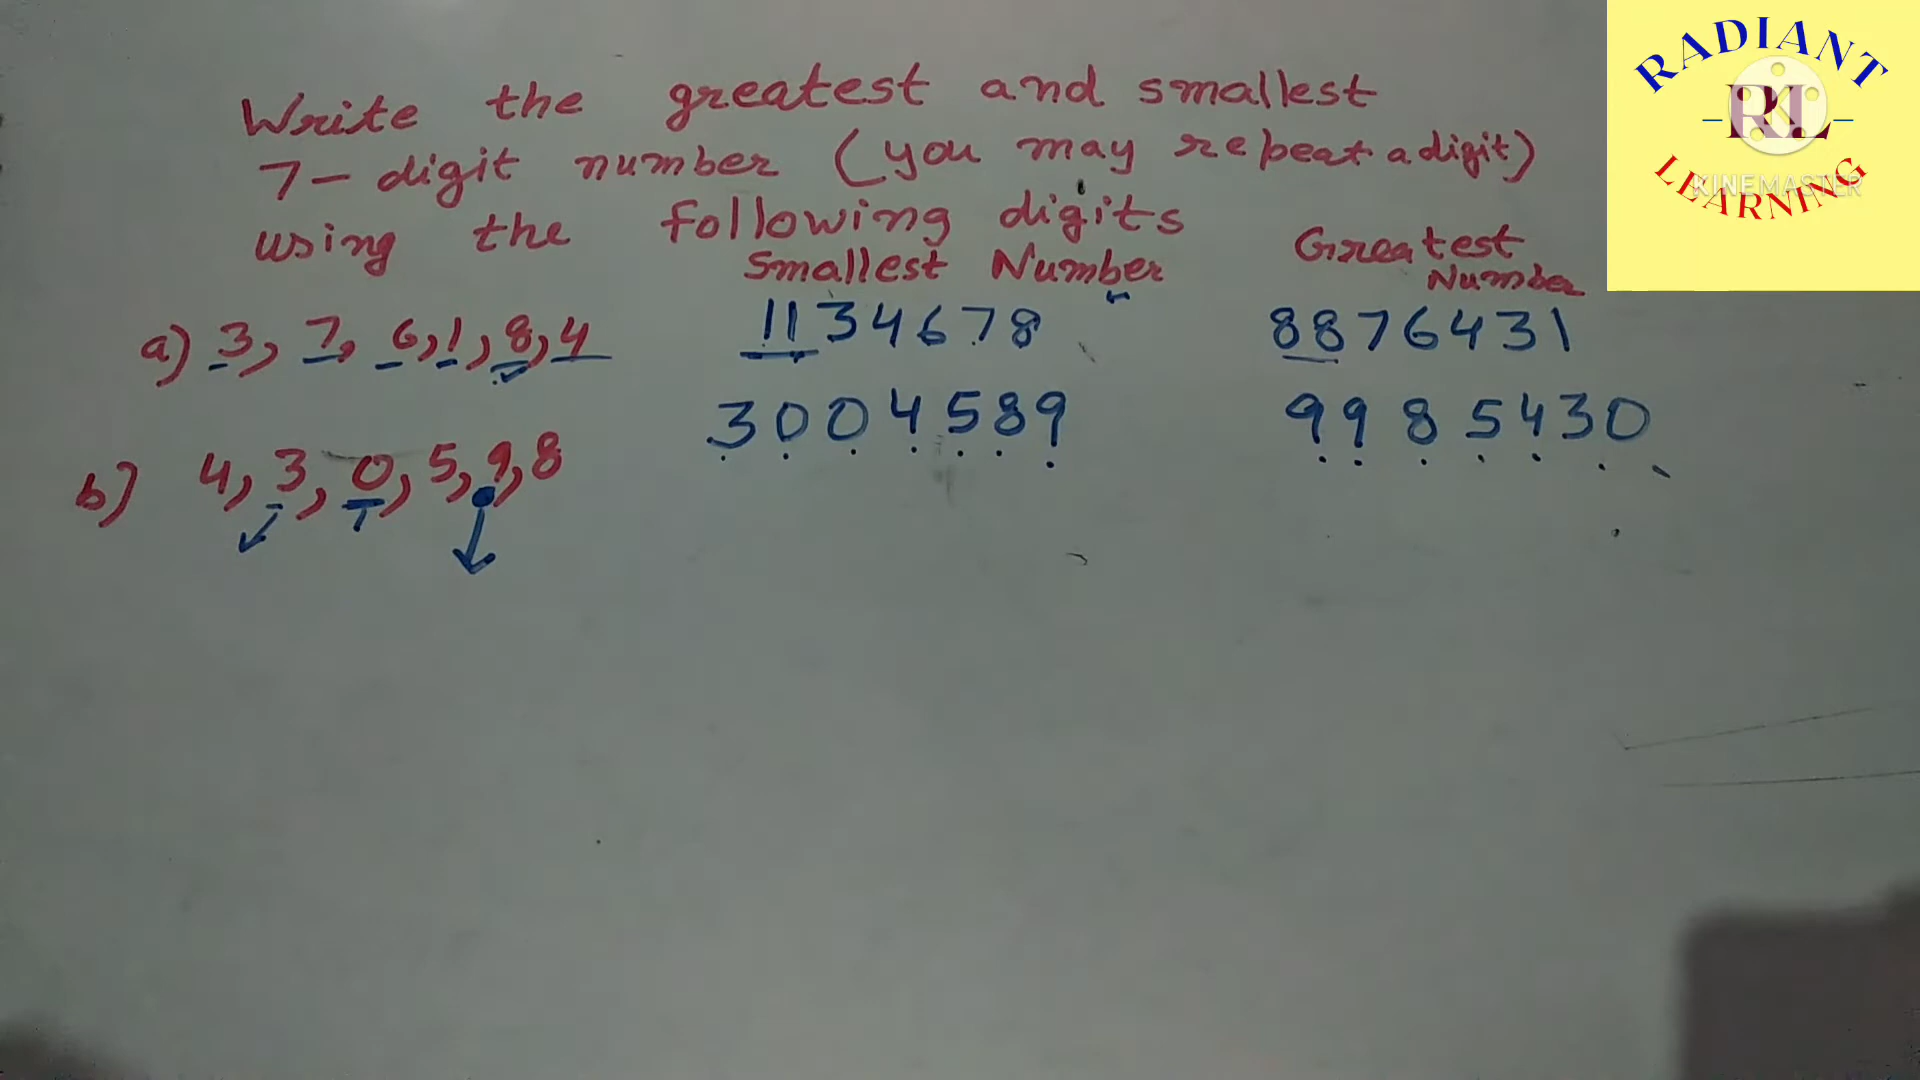 Write the greatest and smallest
7- digit number (you may repeat a digit)
using the following digits
Smallest Number
Greatest
Number
a) 3, 7, 6, 1, 8, 4
1134678
8876431
b) 4, 3, 0, 5, 9, 8
3004589
9985430
RADIANT
-RL-
LEARNING
KINEMASTER